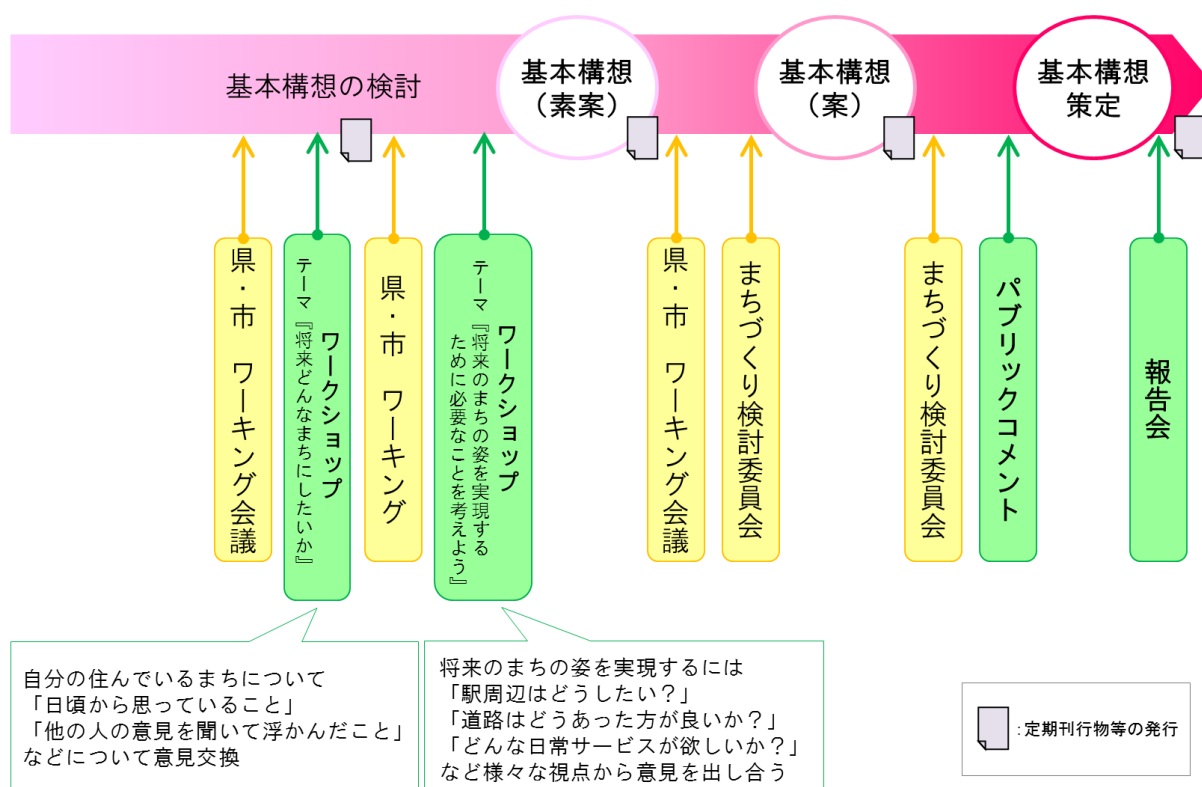 基本構想の検討
基本構想
（素案）
基本構想
（案）
基本構想
策定
県・市　ワーキング会議
ワークショップ
テーマ『将来どんなまちにしたいか』
県・市　ワーキング
ワークショップ
テーマ『将来のまちの姿を実現する
ために必要なことを考えよう』
県・市　ワーキング会議
まちづくり検討委員会
まちづくり検討委員会
パブリックコメント
報告会
自分の住んでいるまちについて
「日頃から思っていること」
「他の人の意見を聞いて浮かんだこと」
などについて意見交換
将来のまちの姿を実現するには
「駅周辺はどうしたい？」
「道路はどうあった方が良いか？」
「どんな日常サービスが欲しいか？」
など様々な視点から意見を出し合う
：定期刊行物等の発行